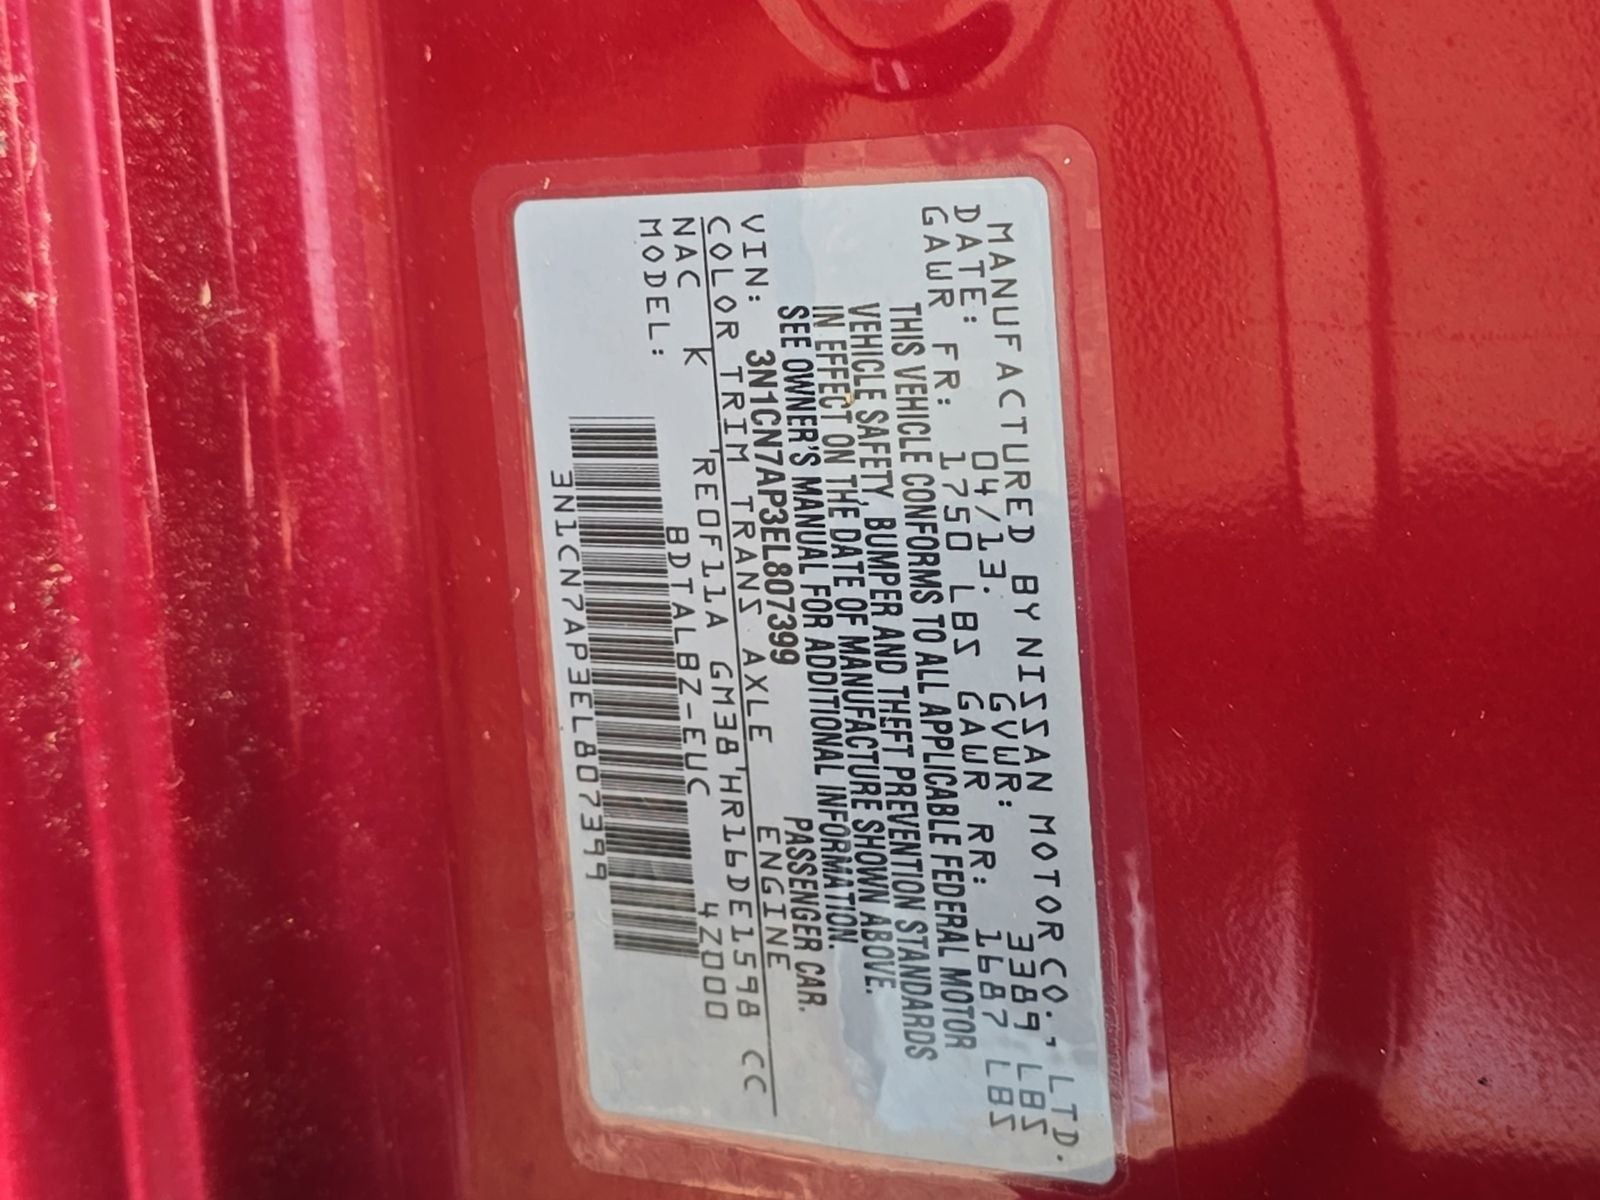 MANUFACTURED BY NISSAN MOTOR CO., LTD.
DATE: 04/13. GVWR: 3389 LBS
GAWR FR: 1750 LBS GAWR RR: 1687 LBS
THIS VEHICLE CONFORMS TO ALL APPLICABLE FEDERAL MOTOR
VEHICLE SAFETY, BUMPER AND THEFT PREVENTION STANDARDS
IN EFFECT ON THE DATE OF MANUFACTURE SHOWN ABOVE.
SEE OWNER'S MANUAL FOR ADDITIONAL INFORMATION.
VIN: 3N1CN7AP3EL807399 PASSENGER CAR.
COLOR TRIM TRANS AXLE ENGINE
NAC K RE0F11A GM38 HR16DE1598 CC
MODEL: BDTALBZ-EUC 4Z000
3N1CN7AP3EL807399